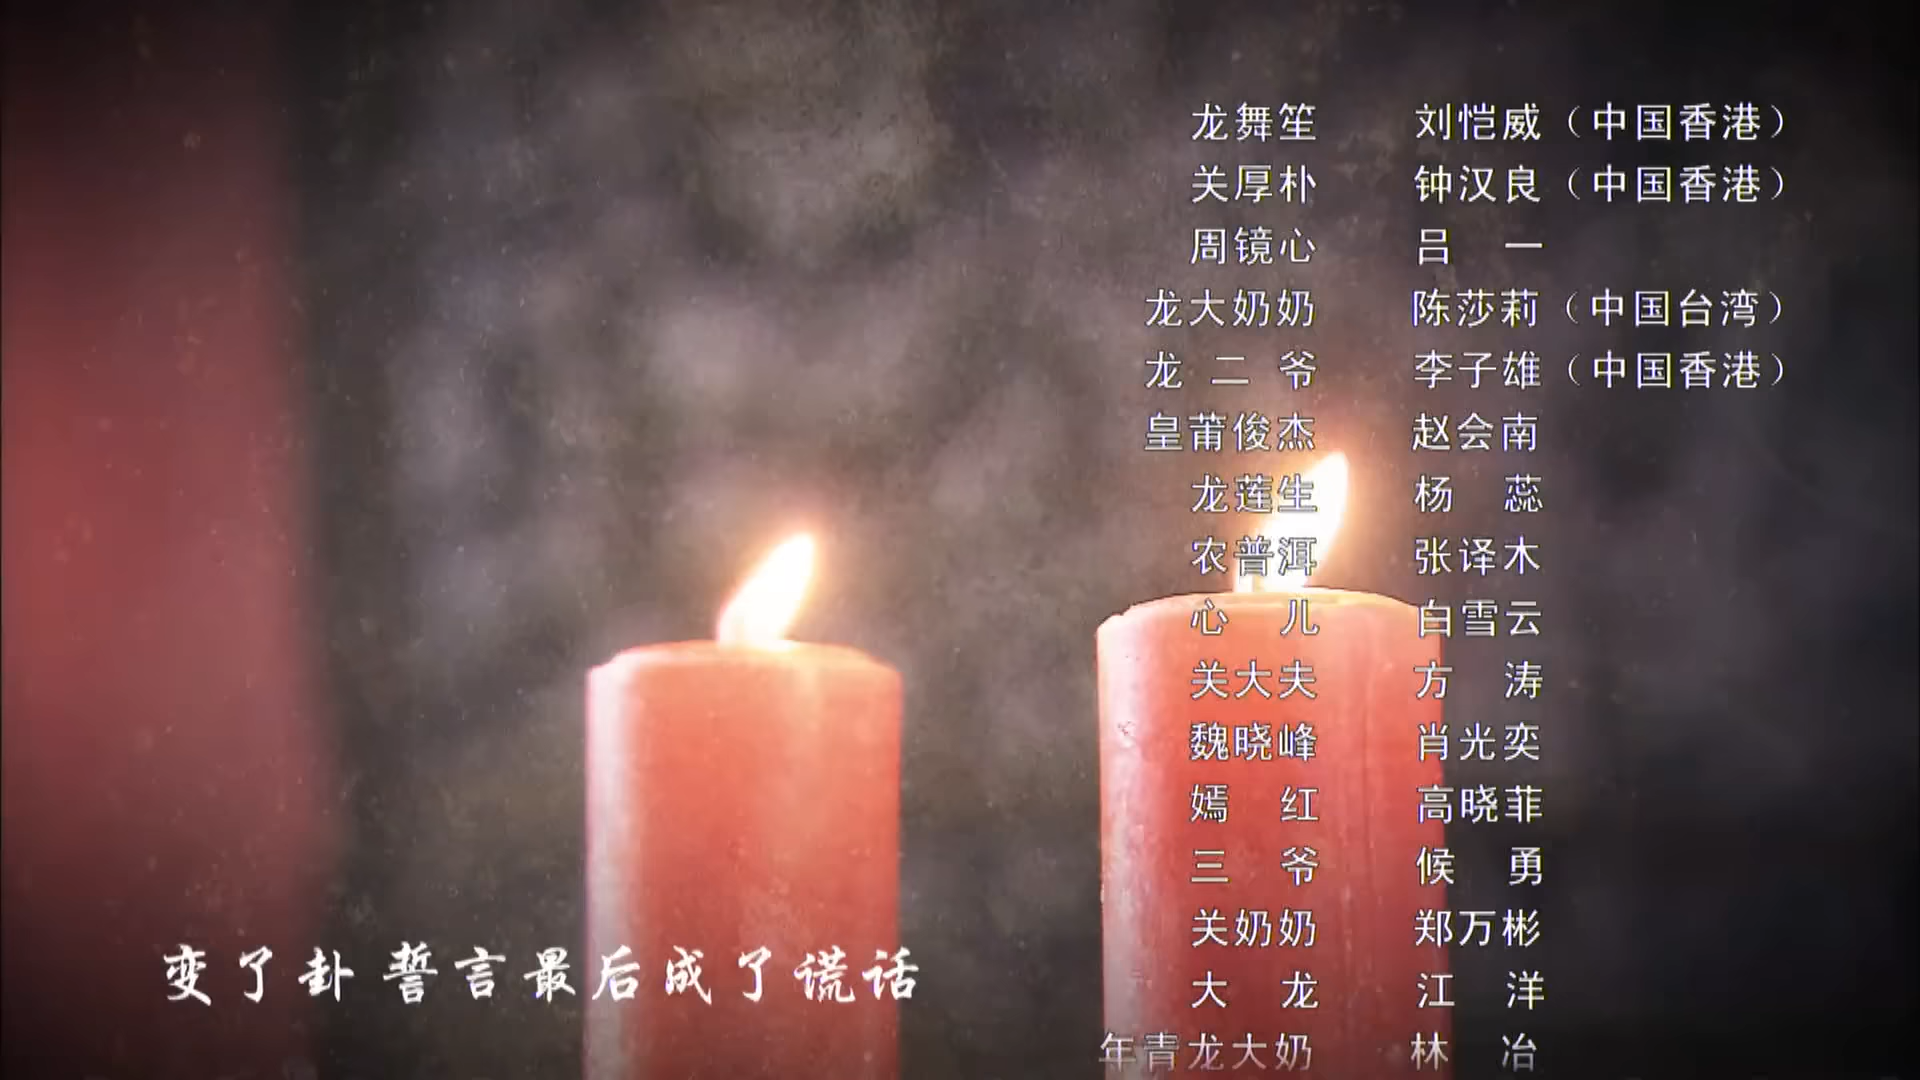 龙舞笙 刘恺威（中国香港）
关厚朴 钟汉良（中国香港）
周镜心 吕一
龙大奶奶 陈莎莉（中国台湾）
龙二爷 李子雄（中国香港）
皇莆俊杰 赵会南
龙莲生 杨蕊
农普洱 张译木
心儿 白雪云
关大夫 方涛
魏晓峰 肖光奕
嫣红 高晓菲
三爷 候勇
关奶奶 郑万彬
大龙 江洋
年青龙大奶 林冶
变了卦 誓言最后成了谎话